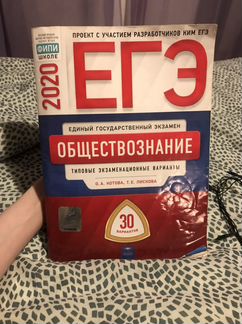 ПРОЕКТ С УЧАСТИЕМ РАЗРАБОТЧИКОВ КИМ ЕГЭ
ФИПИ
ШКОЛЕ
2020
ЕГЭ
ЕДИНЫЙ ГОСУДАРСТВЕННЫЙ ЭКЗАМЕН
ОБЩЕСТВОЗНАНИЕ
ТИПОВЫЕ ЭКЗАМЕНАЦИОННЫЕ ВАРИАНТЫ
О.А. КОТОВА, Т.Е. ЛИСКОВА
30
ВАРИАНТОВ